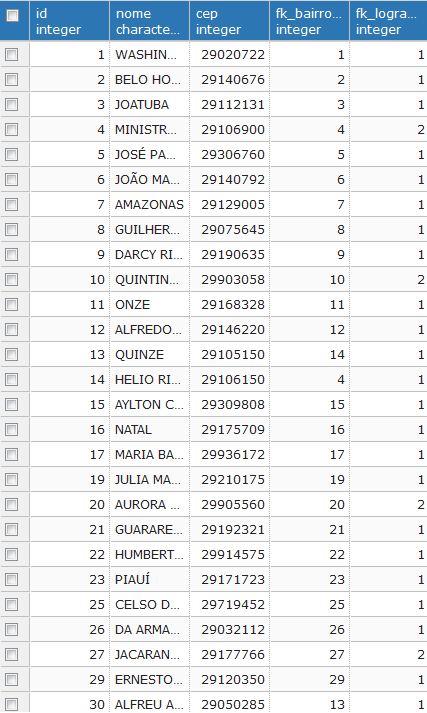 id nome cep fk_bairro... fk_logra...
integer characte... integer integer integer
1 WASHIN... 29020722 1 1
2 BELO HO... 29140676 2 1
3 JOATUBA 29112131 3 1
4 MINISTR... 29106900 4 2
5 JOSÉ PA... 29306760 5 1
6 JOÃO MA... 29140792 6 1
7 AMAZONAS 29129005 7 1
8 GUILHER... 29075645 8 1
9 DARCY RI... 29190635 9 1
10 QUINTIN... 29903058 10 2
11 ONZE 29168328 11 1
12 ALFREDO... 29146220 12 1
13 QUINZE 29105150 14 1
14 HELIO RI... 29106150 4 1
15 AYLTON C... 29309808 15 1
16 NATAL 29175709 16 1
17 MARIA BA... 29936172 17 1
19 JULIA MA... 29210175 19 1
20 AURORA ... 29905560 20 2
21 GUARARE... 29192321 21 1
22 HUMBERT... 29914575 22 1
23 PIAUÍ 29171723 23 1
25 CELSO D... 29719452 25 1
26 DA ARMA... 29032112 26 1
27 JACARAN... 29177766 27 2
29 ERNESTO... 29120350 29 1
30 ALFREU A... 29050285 13 1